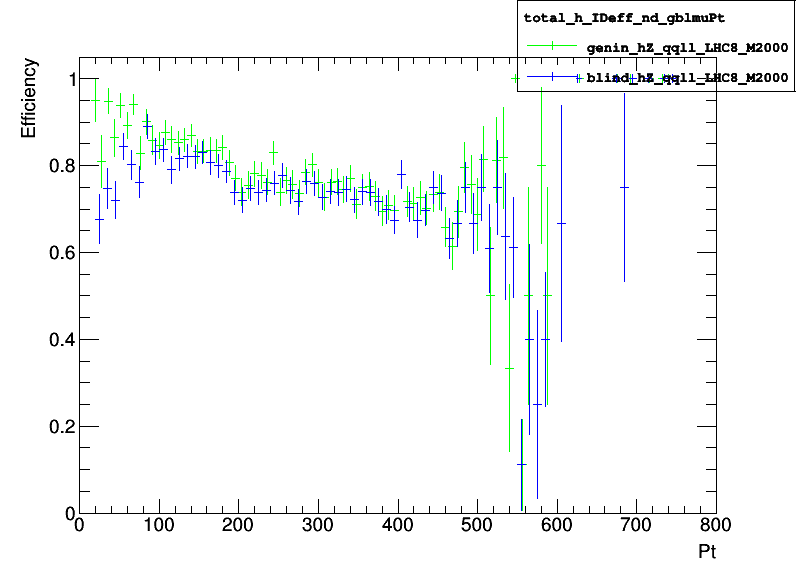 total_h_IDeff_nd_gblmuPt
genin_hZ_qqll_LHC8_M2000
blind_hZ_qqll_LHC8_M2000
Efficiency
1
0.8
0.6
0.4
0.2
0
0 100 200 300 400 500 600 700 800
Pt